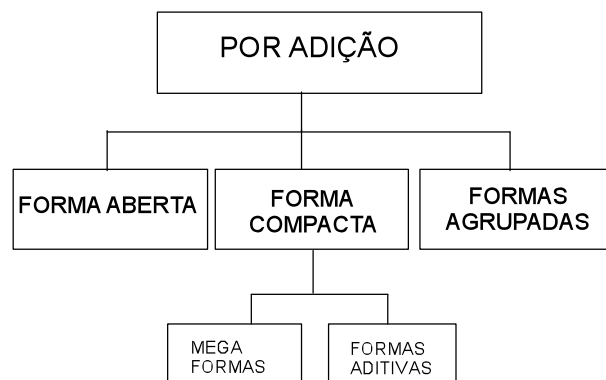 POR ADIÇÃO
FORMA ABERTA
FORMA
COMPACTA
FORMAS
AGRUPADAS
MEGA
FORMAS
FORMAS
ADITIVAS